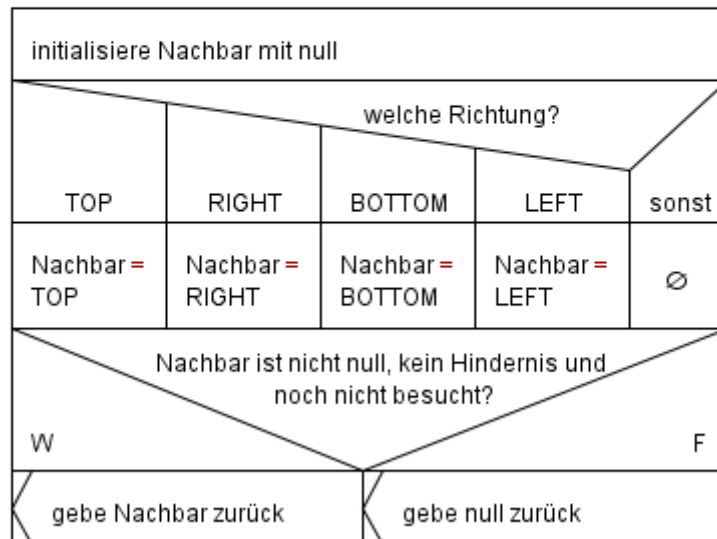 initialisiere Nachbar mit null
welche Richtung?
TOP RIGHT BOTTOM LEFT sonst
Nachbar = Nachbar = Nachbar = Nachbar =
TOP RIGHT BOTTOM LEFT ∅
Nachbar ist nicht null, kein Hindernis und
noch nicht besucht?
W F
gebe Nachbar zurück gebe null zurück